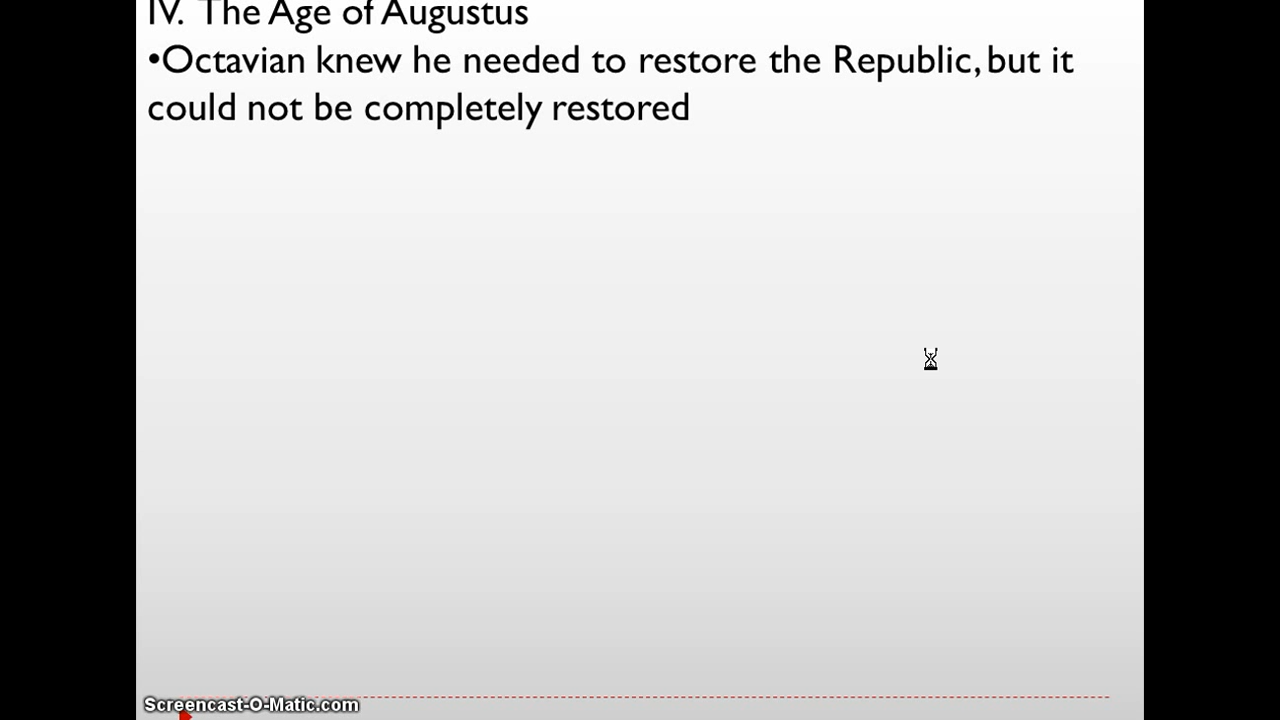 IV. The Age of Augustus
•Octavian knew he needed to restore the Republic, but it
could not be completely restored
Screencast-O-Matic.com